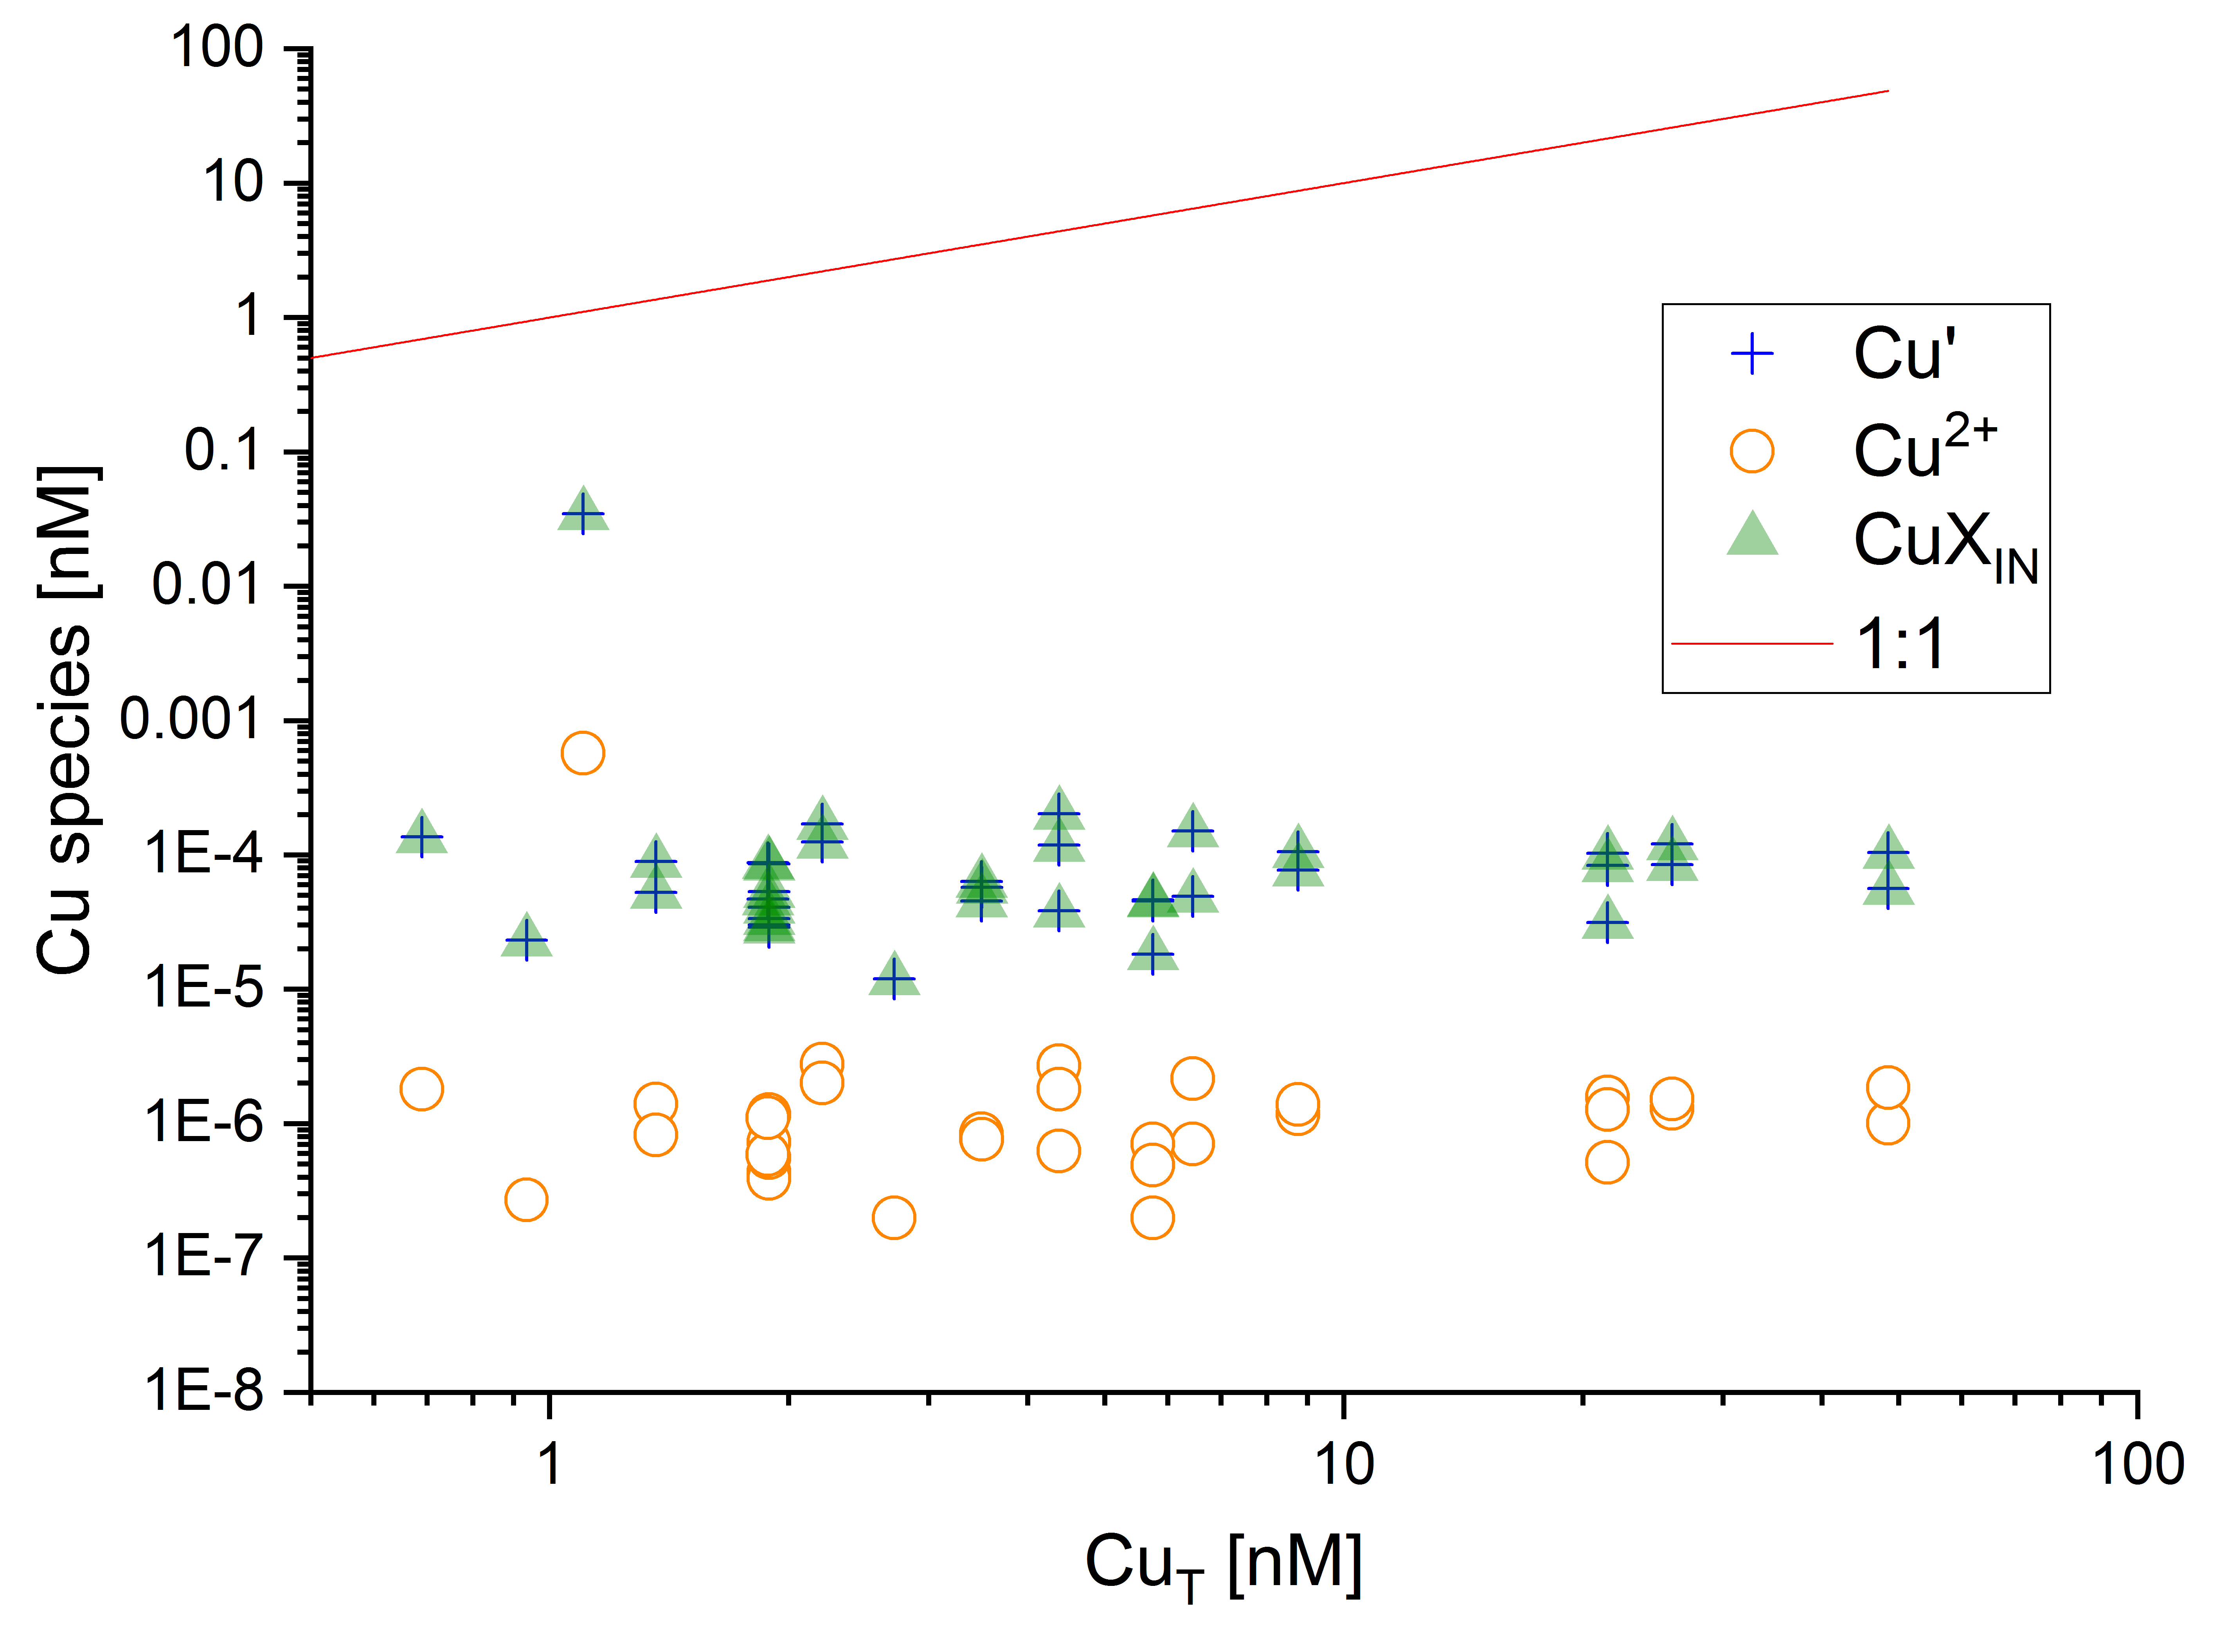 100
10
1
0.1
0.01
0.001
1E-4
1E-5
1E-6
1E-7
1E-8
Cu species [nM]
Cu'
Cu2+
CuXIN
1:1
1
10
100
CuT [nM]